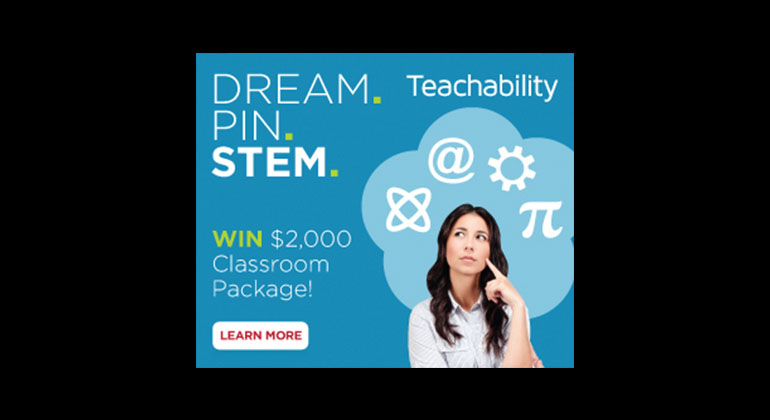 DREAM.
PIN.
STEM.
Teachability
@
π
WIN $2,000
Classroom
Package!
LEARN MORE